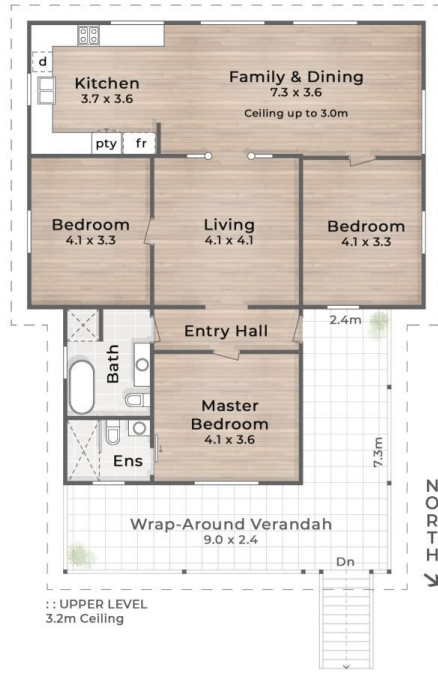 d
Kitchen
3.7 x 3.6
Family & Dining
7.3 x 3.6
Ceiling up to 3.0m
pty
fr
Bedroom
4.1 x 3.3
Living
4.1 x 4.1
Bedroom
4.1 x 3.3
Entry Hall
2.4m
Bath
Master
Bedroom
4.1 x 3.6
7.3m
Ens
Wrap-Around Verandah
9.0 x 2.4
Dn
NORTH
:: UPPER LEVEL
3.2m Ceiling